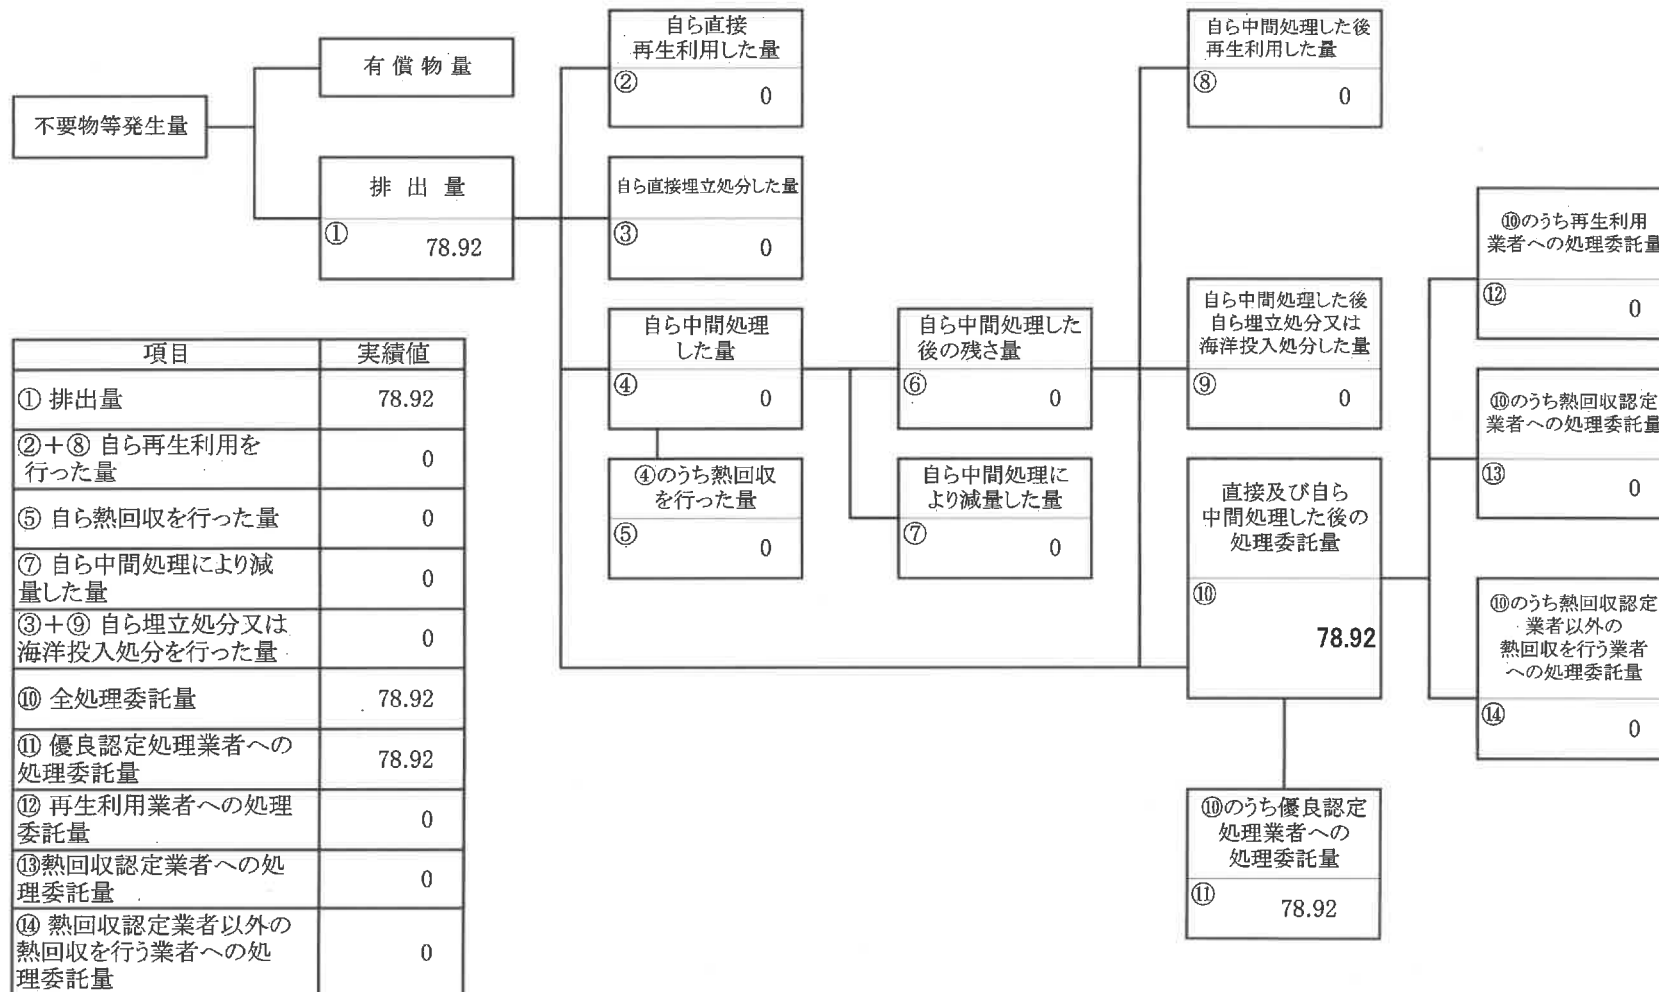 不要物等発生量
有償物量
排出量
①
78.92
自ら直接
再生利用した量
②
0
自ら直接埋立処分した量
③
0
自ら中間処理
した量
④
0
④のうち熱回収
を行った量
⑤
0
自ら中間処理した
後の残さ量
⑥
0
自ら中間処理に
より減量した量
⑦
0
自ら中間処理した後
再生利用した量
⑧
0
自ら中間処理した後
自ら埋立処分又は
海洋投入処分した量
⑨
0
直接及び自ら
中間処理した後の
処理委託量
⑩
78.92
⑩のうち優良認定
処理業者への
処理委託量
⑪
78.92
⑩のうち再生利用
業者への処理委託量
⑫
0
⑩のうち熱回収認定
業者への処理委託量
⑬
0
⑩のうち熱回収認定
業者以外の
熱回収を行う業者
への処理委託量
⑭
0
項目 実績値
① 排出量 78.92
②+⑧ 自ら再生利用を
行った量 0
⑤ 自ら熱回収を行った量 0
⑦ 自ら中間処理により減
量した量 0
③+⑨ 自ら埋立処分又は
海洋投入処分を行った量 0
⑩ 全処理委託量 78.92
⑪ 優良認定処理業者への
処理委託量 78.92
⑫ 再生利用業者への処理
委託量 0
⑬熱回収認定業者への処
理委託量 0
⑭ 熱回収認定業者以外の
熱回収を行う業者への処
理委託量 0